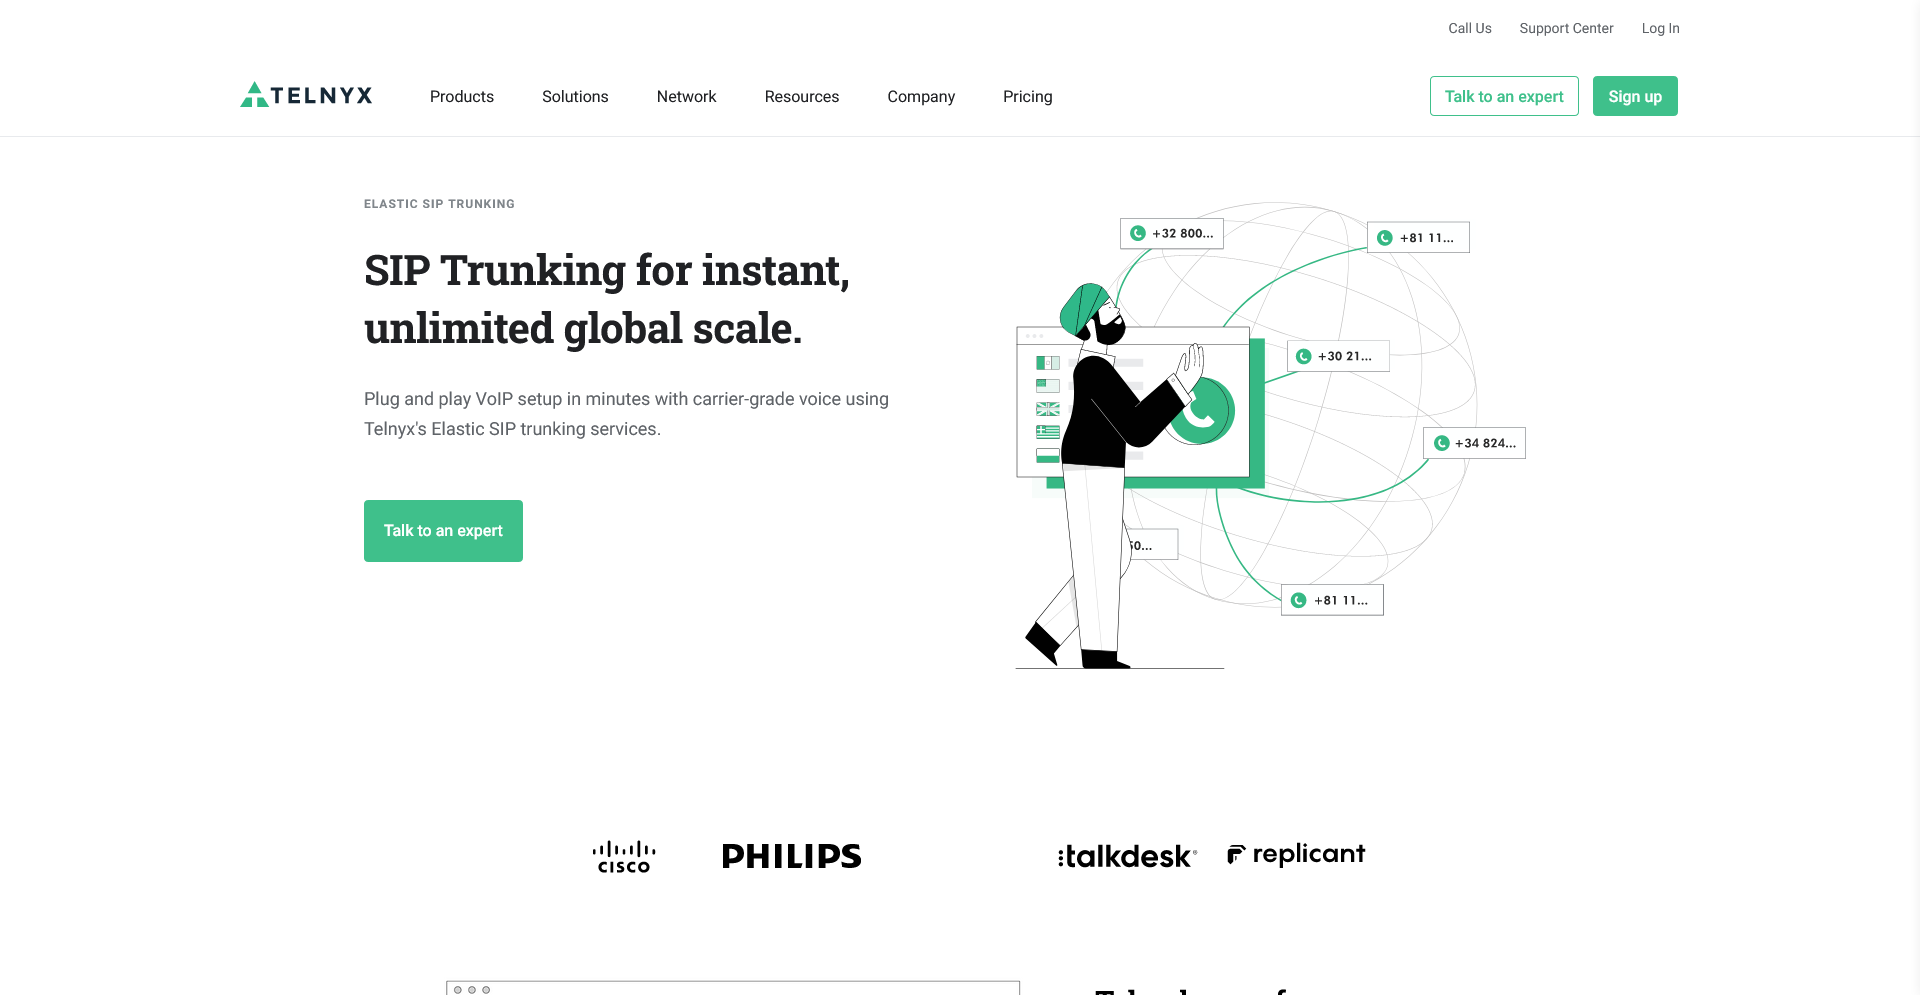 Call Us Support Center Log In
TELNYX Products Solutions Network Resources Company Pricing Talk to an expert Sign up
ELASTIC SIP TRUNKING
SIP Trunking for instant,
unlimited global scale.
Plug and play VoIP setup in minutes with carrier-grade voice using
Telnyx's Elastic SIP trunking services.
Talk to an expert
+32 800...
+81 11...
+30 21...
+34 824...
+81 11...
CISCO PHILIPS talkdesk® replicant